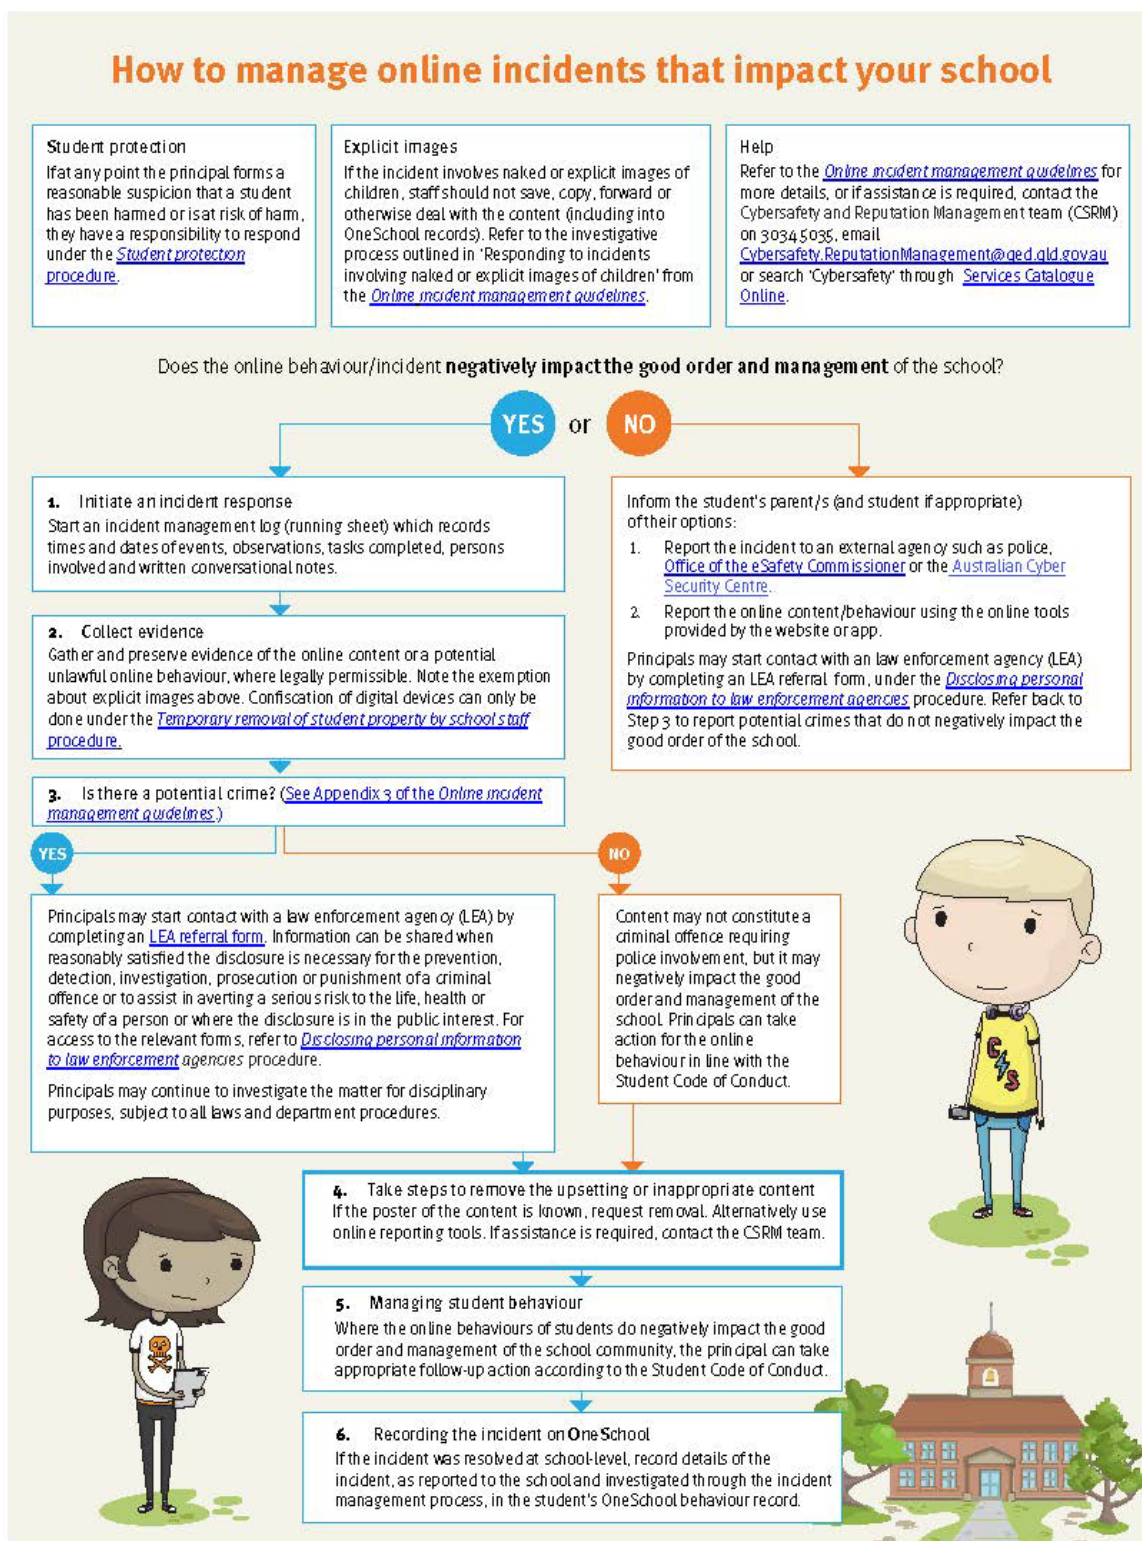 How to manage online incidents that impact your school
Student protection
If at any point the principal forms a
reasonable suspicion that a student
has been harmed or is at risk of harm,
they have a responsibility to respond
under the Student protection
procedure.
Explicit images
If the incident involves naked or explicit images of
children, staff should not save, copy, forward or
otherwise deal with the content (including into
OneSchool records). Refer to the investigative
process outlined in 'Responding to incidents
involving naked or explicit images of children' from
the Online incident management guidelines.
Help
Refer to the Online incident management guidelines for
more details, or if assistance is required, contact the
Cybersafety and Reputation Management team (CSRM)
on 30345035, email
Cybersafety.ReputationManagement@qed.qld.gov.au
or search 'Cybersafety' through Services Catalogue
Online.
Does the online behaviour/incident negatively impact the good order and management of the school?
YES or NO
1. Initiate an incident response
Start an incident management log (running sheet) which records
times and dates of events, observations, tasks completed, persons
involved and written conversational notes.
2. Collect evidence
Gather and preserve evidence of the online content or a potential
unlawful online behaviour, where legally permissible. Note the exemption
about explicit images above. Confiscation of digital devices can only be
done under the Temporary removal of student property by school staff
procedure.
3. Is there a potential crime? (See Appendix 3 of the Online incident
management guidelines.)
Inform the student's parent/s (and student if appropriate)
of their options:
1. Report the incident to an external agency such as police,
Office of the eSafety Commissioner or the Australian Cyber
Security Centre.
2. Report the online content/behaviour using the online tools
provided by the website or app.
Principals may start contact with an law enforcement agency (LEA)
by completing an LEA referral form, under the Disclosing personal
information to law enforcement agencies procedure. Refer back to
Step 3 to report potential crimes that do not negatively impact the
good order of the school.
YES
NO
Principals may start contact with a law enforcement agency (LEA) by
completing an LEA referral form. Information can be shared when
reasonably satisfied the disclosure is necessary for the prevention,
detection, investigation, prosecution or punishment of a criminal
offence or to assist in averting a serious risk to the life, health or
safety of a person or where the disclosure is in the public interest. For
access to the relevant forms, refer to Disclosing personal information
to law enforcement agencies procedure.
Principals may continue to investigate the matter for disciplinary
purposes, subject to all laws and department procedures.
Content may not constitute a
criminal offence requiring
police involvement, but it may
negatively impact the good
order and management of the
school. Principals can take
action for the online
behaviour in line with the
Student Code of Conduct.
C S
4. Take steps to remove the upsetting or inappropriate content
If the poster of the content is known, request removal. Alternatively use
online reporting tools. If assistance is required, contact the CSRM team.
5. Managing student behaviour
Where the online behaviours of students do negatively impact the good
order and management of the school community, the principal can take
appropriate follow-up action according to the Student Code of Conduct.
6. Recording the incident on OneSchool
If the incident was resolved at school-level, record details of the
incident, as reported to the school and investigated through the incident
management process, in the student's OneSchool behaviour record.